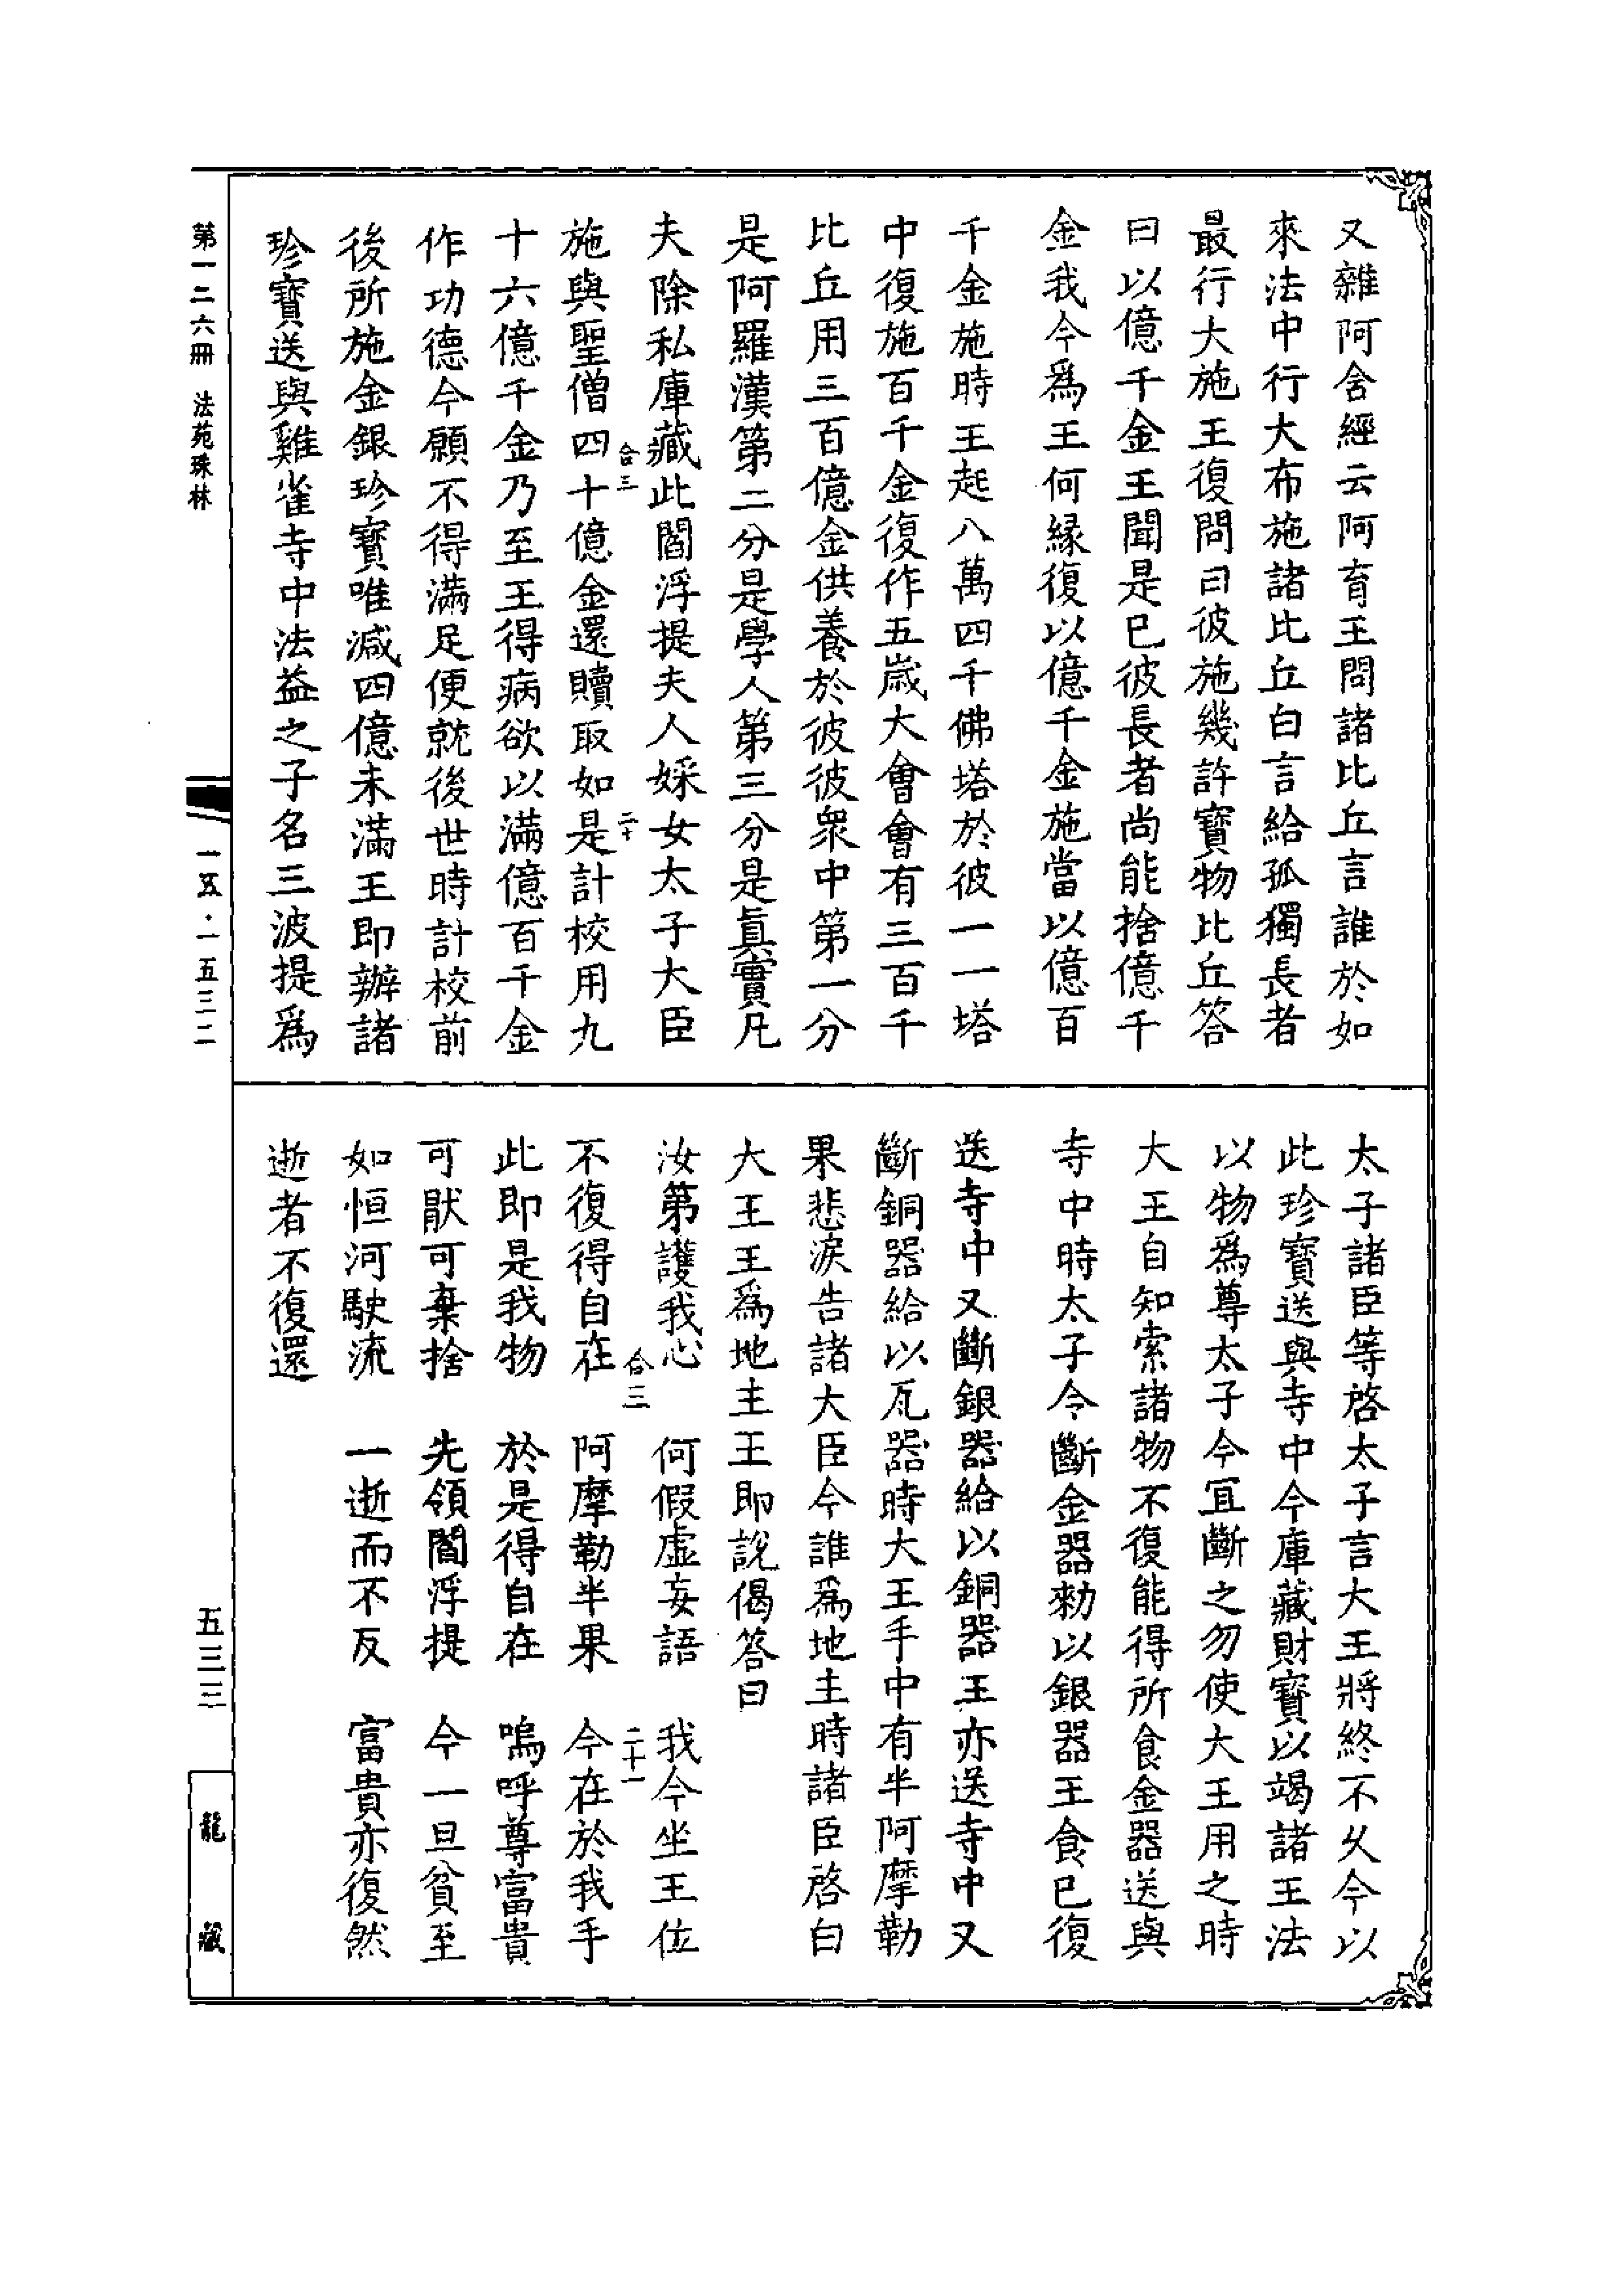 又雜阿含經云阿育王問諸比丘言誰於如
來法中行大布施諸比丘白言給孤獨長者
最行大施王復問曰彼施幾許寶物比丘答
曰以億千金王聞是已彼長者尚能捨億千
金我今爲王何緣復以億千金施當以億百
千金施時王起八萬四千佛塔於彼一一塔
中復施百千金復作五歲大會會有三百千
比丘用三百億金供養於彼彼衆中第一分
是阿羅漢第二分是學人第三分是眞實凡
夫除私庫藏此閻浮提夫人婇女太子大臣
合三
二十
施與聖僧四十億金還贖取如是計校用九
十六億千金乃至王得病欲以滿億百千金
作功德今願不得滿足便就後世時計校前
後所施金銀珍寶唯減四億未滿王即辦諸
珍寶送與雞雀寺中法益之子名三波提爲
太子諸臣等啓太子言大王將終不久今以
此珍寶送與寺中今庫藏財寶以竭諸王法
以物爲尊太子今宜斷之勿使大王用之時
大王自知索諸物不復能得所食金器送與
寺中時太子令斷金器勑以銀器王食已復
送寺中又斷銀器給以銅器王亦送寺中又
斷銅器給以瓦器時大王手中有半阿摩勒
果悲淚告諸大臣今誰爲地主時諸臣啓白
大王王爲地主王即說偈答曰
汝第護我心　何假虛妄語　我今坐王位
合三
二十一
不復得自在　阿摩勒半果　今在於我手
此即是我物　於是得自在　嗚呼尊富貴
可猒可棄捨　先領閻浮提　今一旦貧至
如恒河駛流　一逝而不反　富貴亦復然
逝者不復還
第一二六冊　法苑珠林
一五・一五三二
五三三
龍藏